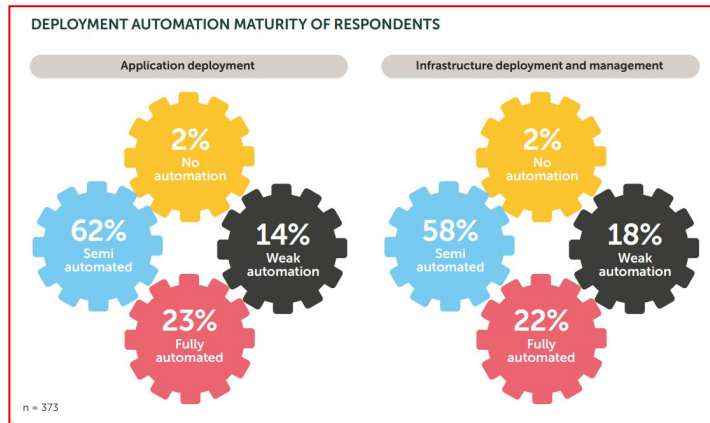 DEPLOYMENT AUTOMATION MATURITY OF RESPONDENTS
Application deployment
2%
No
automation
62%
Semi
automated
14%
Weak
automation
23%
Fully
automated
Infrastructure deployment and management
2%
No
automation
58%
Semi
automated
18%
Weak
automation
22%
Fully
automated
n = 373